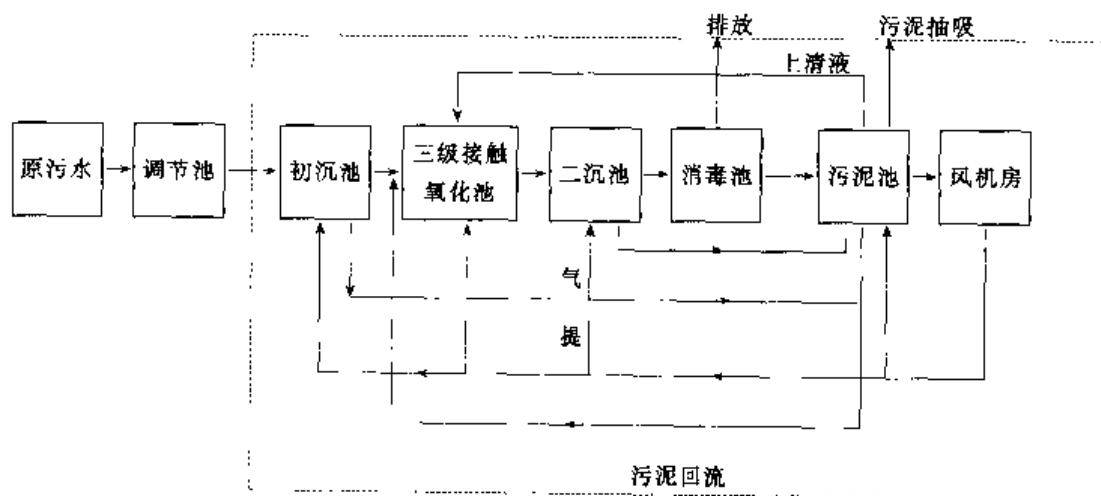 排放
污泥抽吸
上清液
原污水
调节池
初沉池
三级接触
氧化池
二沉池
消毒池
污泥池
风机房
气
提
污泥回流